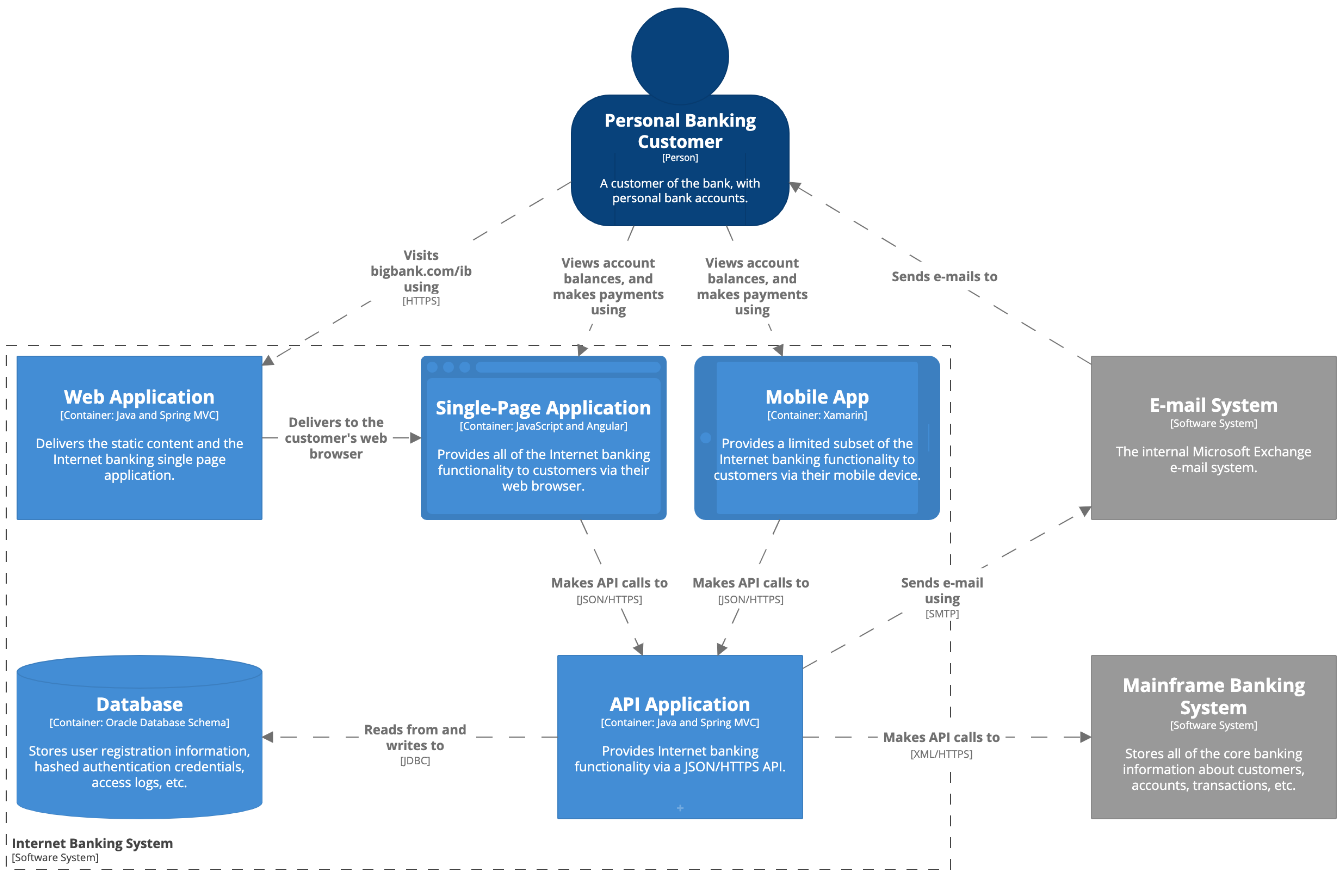 Personal Banking
Customer
[Person]
A customer of the bank, with
personal bank accounts.
Visits
bigbank.com/ib
using
[HTTPS]
Views account
balances, and
makes payments
using
Views account
balances, and
makes payments
using
Sends e-mails to
Web Application
[Container: Java and Spring MVC]
Delivers the static content and the
Internet banking single page
application.
Delivers to the
customer's web
browser
Single-Page Application
[Container: JavaScript and Angular]
Provides all of the Internet banking
functionality to customers via their
web browser.
Mobile App
[Container: Xamarin]
Provides a limited subset of the
Internet banking functionality to
customers via their mobile device.
E-mail System
[Software System]
The internal Microsoft Exchange
e-mail system.
Makes API calls to
[JSON/HTTPS]
Makes API calls to
[JSON/HTTPS]
Sends e-mail
using
[SMTP]
Database
[Container: Oracle Database Schema]
Stores user registration information,
hashed authentication credentials,
access logs, etc.
Reads from and
writes to
[JDBC]
API Application
[Container: Java and Spring MVC]
Provides Internet banking
functionality via a JSON/HTTPS API.
+
Makes API calls to
[XML/HTTPS]
Mainframe Banking
System
[Software System]
Stores all of the core banking
information about customers,
accounts, transactions, etc.
Internet Banking System
[Software System]